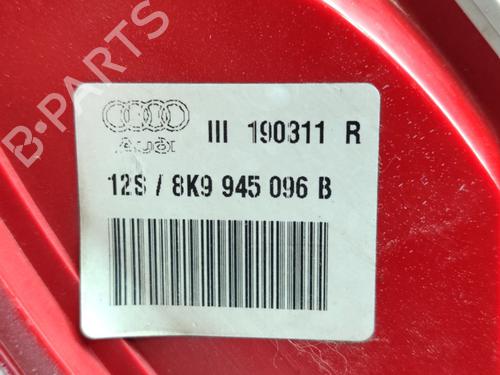 B-PARTS
Audi
III 190311 R
12S / 8K9 945 096 B